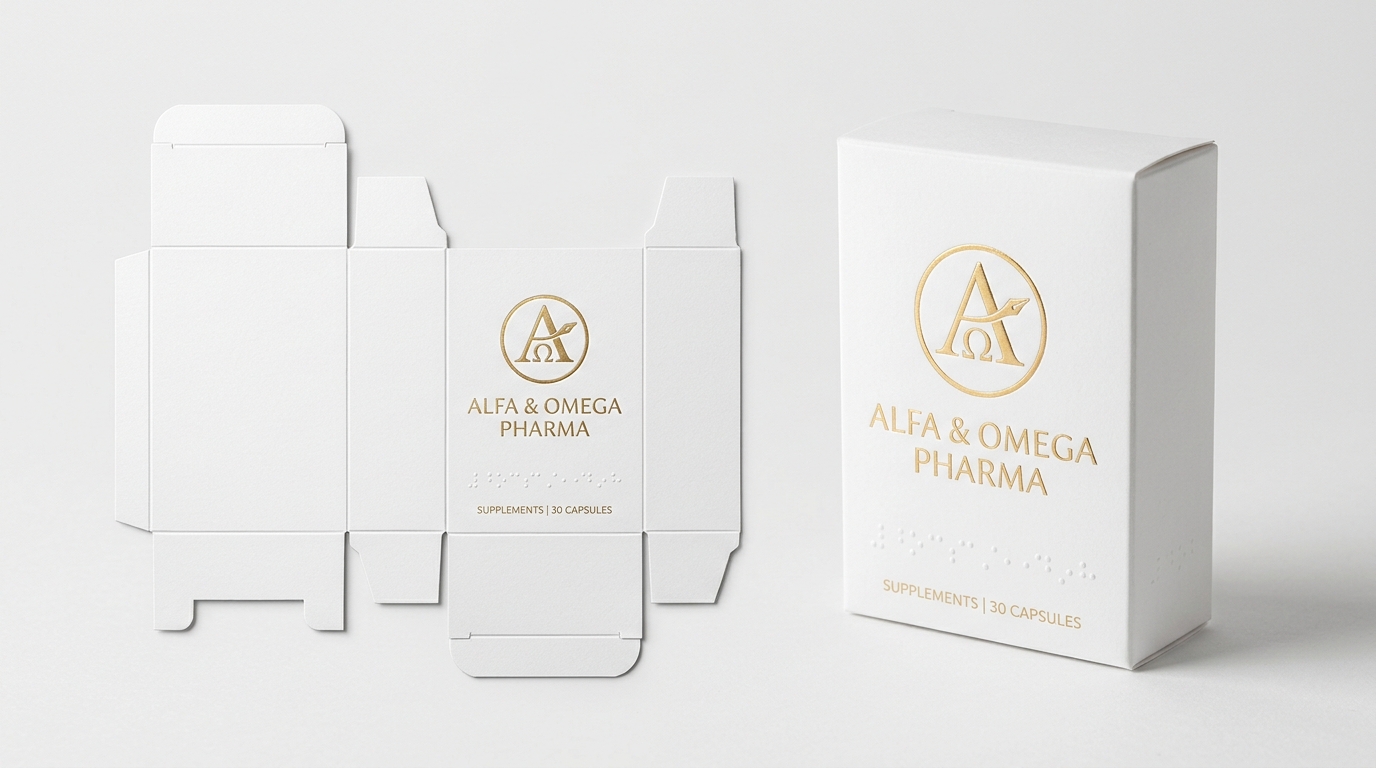 AΩ
ALFA & OMEGA
PHARMA
SUPPLEMENTS | 30 CAPSULES
AΩ
ALFA & OMEGA
PHARMA
SUPPLEMENTS | 30 CAPSULES